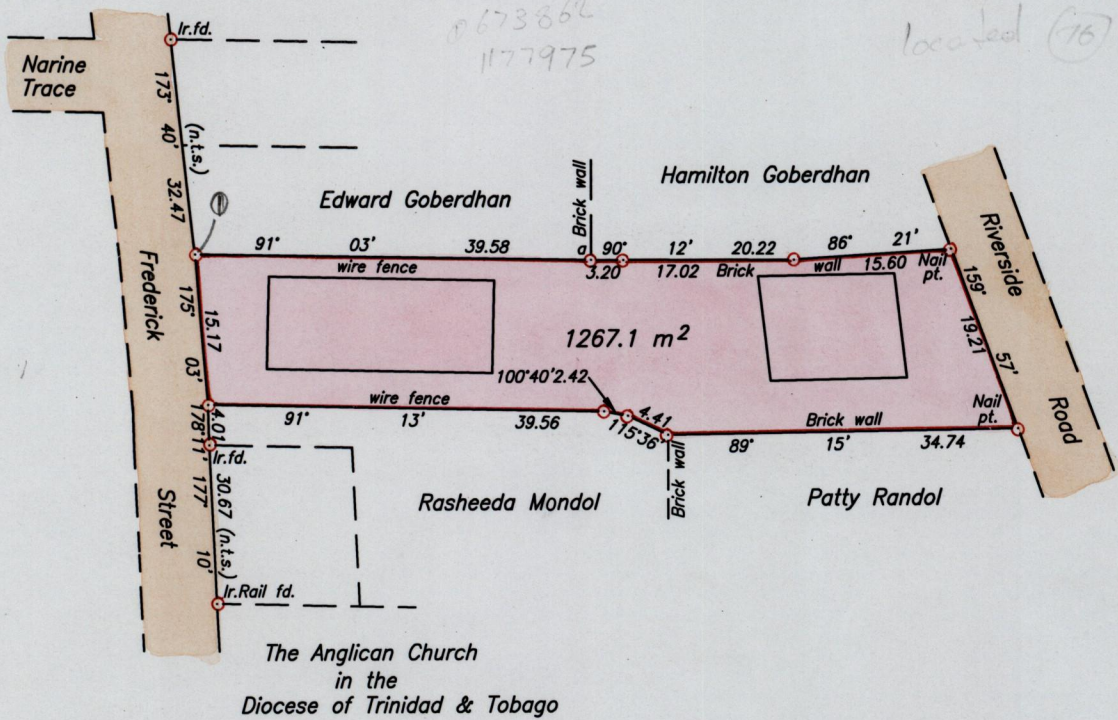 Ir.fd.
0673862
1177975
located (76)
Narine
Trace
173° 40' 32.47
(n.t.s.)
Edward Goberdhan
Brick wall
Hamilton Goberdhan
Riverside
Road
91° 03' 39.58
a
90° 12' 20.22
86° 21'
wire fence
3.20
17.02
Brick wall
15.60
Nail
pt.
159° 57'
19.21
Frederick
Street
175° 03'
15.17
1267.1 m²
100°40' 2.42
wire fence
91° 13' 39.56
4.41
115°36'
Brick wall
Nail
pt.
89° 15' 34.74
4.01
178°11'
Ir.fd.
177° 10'
30.67 (n.t.s.)
Rasheeda Mondol
Brick wall
Patty Randol
Ir.Rail fd.
The Anglican Church
in the
Diocese of Trinidad & Tobago